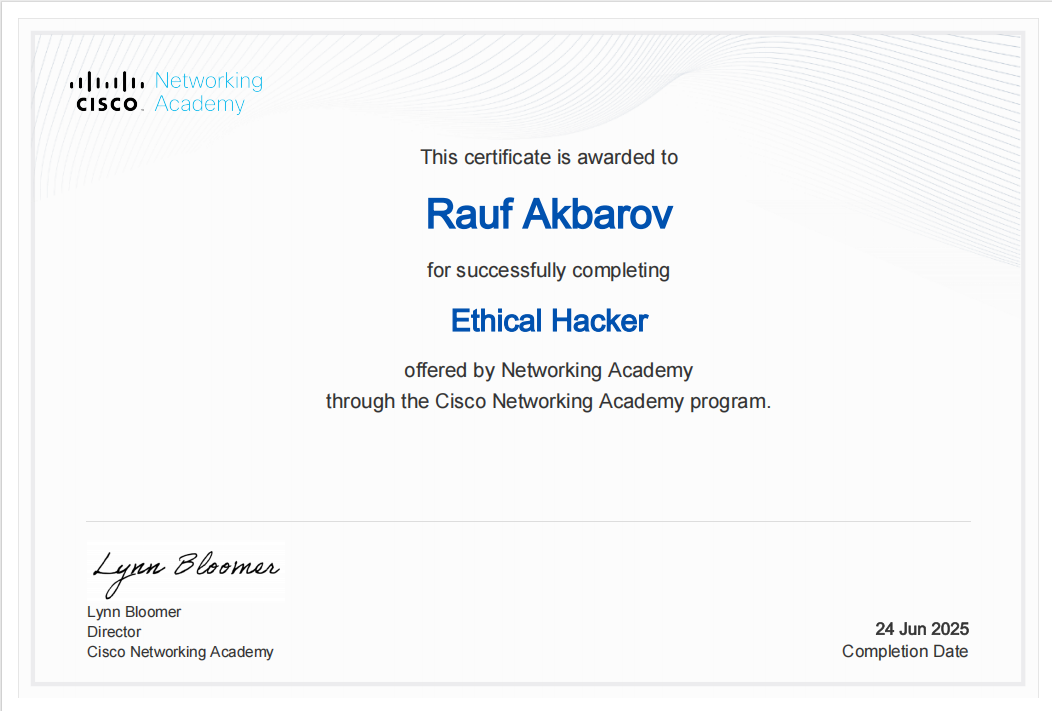 Networking
CISCO Academy
This certificate is awarded to
Rauf Akbarov
for successfully completing
Ethical Hacker
offered by Networking Academy
through the Cisco Networking Academy program.
Lynn Bloomer
Lynn Bloomer
Director
Cisco Networking Academy
24 Jun 2025
Completion Date